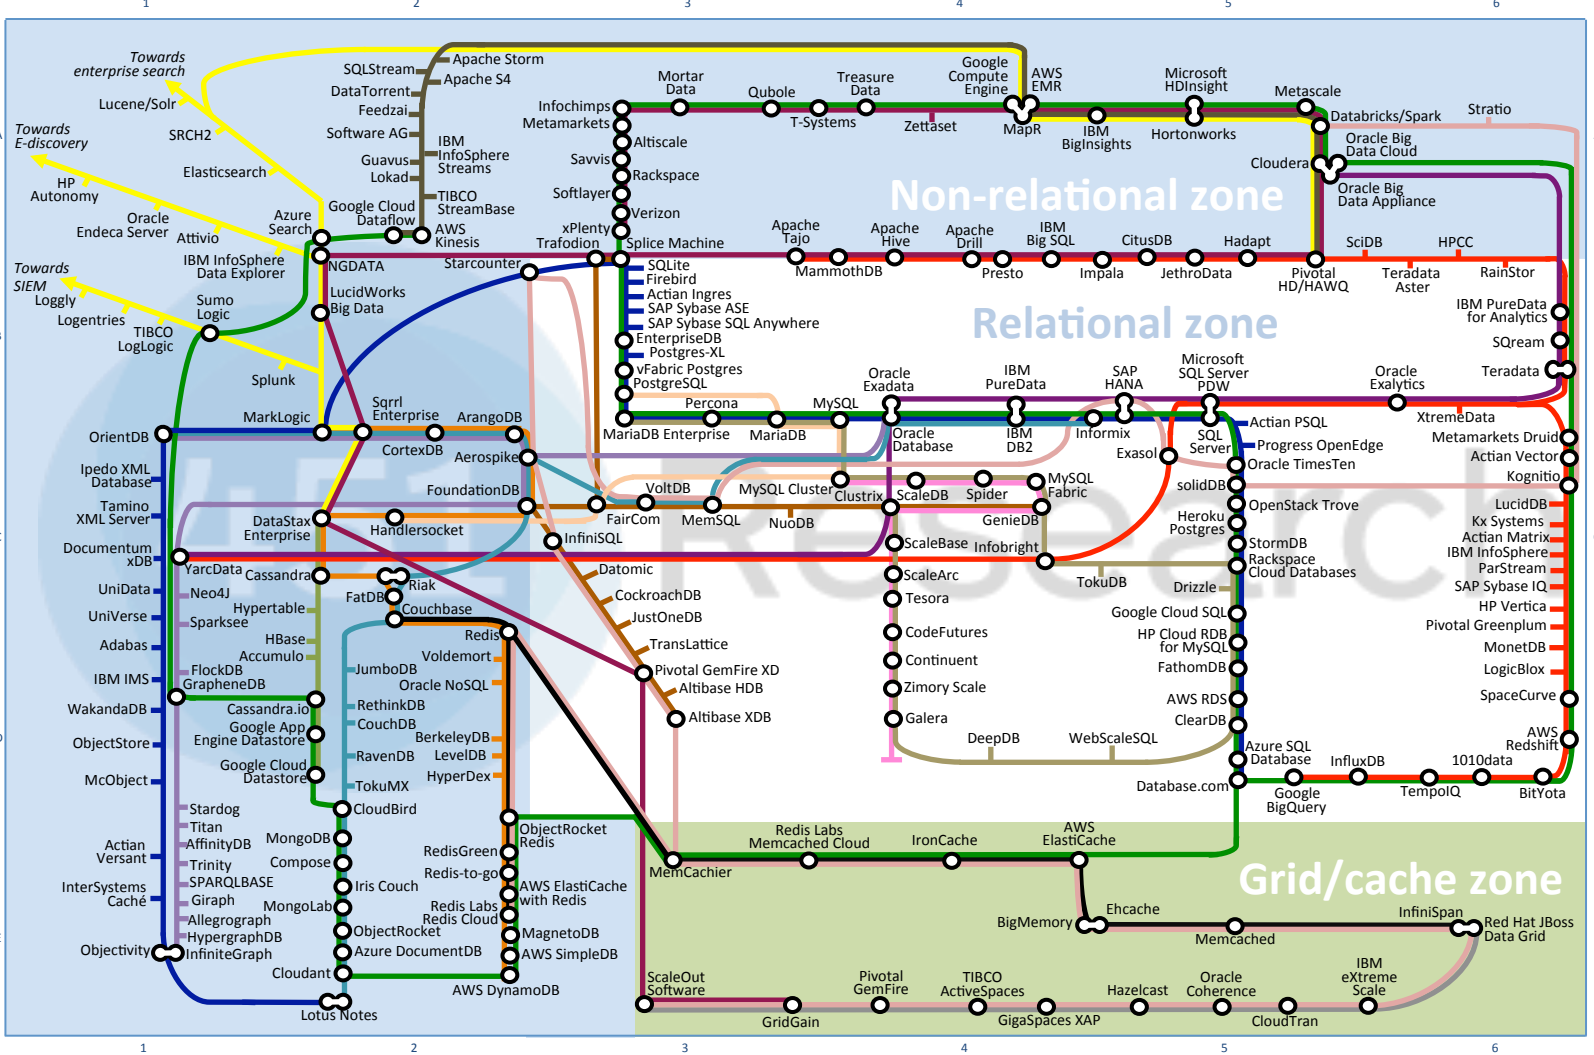 1
2
3
4
5
6
Towards
enterprise search
Lucene/Solr
SRCH2
Elasticsearch
Towards
E-discovery
HP
Autonomy
Oracle
Endeca Server
Attivio
IBM InfoSphere
Data Explorer
Towards
SIEM
Loggly
Logentries
TIBCO
LogLogic
Sumo
Logic
Splunk
Azure
Search
NGDATA
LucidWorks
Big Data
SQLStream
DataTorrent
Feedzai
Software AG
Guavus
Lokad
Google Cloud
Dataflow
Apache Storm
Apache S4
IBM
InfoSphere
Streams
TIBCO
StreamBase
AWS
Kinesis
Infochimps
Metamarkets
Altiscale
Savvis
Rackspace
Softlayer
Verizon
xPlenty
Trafodion
Splice Machine
Starcounter
Mortar
Data
Qubole
T-Systems
Treasure
Data
Zettaset
Google
Compute
Engine
AWS
EMR
MapR
IBM
BigInsights
Microsoft
HDInsight
Hortonworks
Metascale
Databricks/Spark
Stratio
Cloudera
Oracle Big
Data Cloud
Oracle Big
Data Appliance
Non-relational zone
Apache
Tajo
MammothDB
Apache
Hive
Apache
Drill
Presto
IBM
Big SQL
Impala
CitusDB
JethroData
Hadapt
Pivotal
HD/HAWQ
SciDB
Teradata
Aster
HPCC
RainStor
SQLite
Firebird
Actian Ingres
SAP Sybase ASE
SAP Sybase SQL Anywhere
EnterpriseDB
Postgres-XL
vFabric Postgres
PostgreSQL
Relational zone
IBM PureData
for Analytics
SQream
Teradata
Percona
MariaDB Enterprise
MariaDB
MySQL
Oracle
Exadata
Oracle
Database
IBM
PureData
IBM
DB2
SAP
HANA
Informix
Microsoft
SQL Server
PDW
SQL
Server
Oracle
Exalytics
XtremeData
Actian PSQL
Progress OpenEdge
Oracle TimesTen
Exasol
solidDB
OpenStack Trove
Heroku
Postgres
StormDB
Rackspace
Cloud Databases
Drizzle
Google Cloud SQL
HP Cloud RDB
for MySQL
FathomDB
AWS RDS
ClearDB
Azure SQL
Database
Database.com
Metamarkets Druid
Actian Vector
Kognitio
LucidDB
Kx Systems
Actian Matrix
IBM InfoSphere
ParStream
SAP Sybase IQ
HP Vertica
Pivotal Greenplum
MonetDB
LogicBlox
SpaceCurve
AWS
Redshift
Google
BigQuery
InfluxDB
TempoIQ
1010data
BitYota
MarkLogic
Sqrrl
Enterprise
CortexDB
ArangoDB
Aerospike
FoundationDB
OrientDB
Ipedo XML
Database
Tamino
XML Server
Documentum
xDB
UniData
UniVerse
Adabas
IBM IMS
WakandaDB
ObjectStore
McObject
Actian
Versant
InterSystems
Caché
Objectivity
YarcData
Neo4J
Sparksee
FlockDB
GrapheneDB
Stardog
Titan
AffinityDB
Trinity
SPARQLBASE
Giraph
Allegrograph
HypergraphDB
InfiniteGraph
DataStax
Enterprise
Handlersocket
Cassandra
Hypertable
HBase
Accumulo
Cassandra.io
Google App
Engine Datastore
Google Cloud
Datastore
Riak
FatDB
Couchbase
Redis
JumboDB
RethinkDB
CouchDB
RavenDB
TokuMX
CloudBird
MongoDB
Compose
Iris Couch
MongoLab
ObjectRocket
Azure DocumentDB
Cloudant
Lotus Notes
Voldemort
Oracle NoSQL
BerkeleyDB
LevelDB
HyperDex
ObjectRocket
Redis
RedisGreen
Redis-to-go
AWS ElastiCache
with Redis
Redis Labs
Redis Cloud
MagnetoDB
AWS SimpleDB
AWS DynamoDB
451 Research
VoltDB
FairCom
MemSQL
NuoDB
InfiniSQL
Datomic
CockroachDB
JustOneDB
TransLattice
Pivotal GemFire XD
Altibase HDB
Altibase XDB
MySQL Cluster
Clustrix
ScaleDB
Spider
MySQL
Fabric
GenieDB
ScaleBase
Infobright
TokuDB
ScaleArc
Tesora
CodeFutures
Continuent
Zimory Scale
Galera
DeepDB
WebScaleSQL
MemCachier
Redis Labs
Memcached Cloud
IronCache
AWS
ElastiCache
Grid/cache zone
BigMemory
Ehcache
Memcached
InfiniSpan
Red Hat JBoss
Data Grid
ScaleOut
Software
GridGain
Pivotal
GemFire
TIBCO
ActiveSpaces
GigaSpaces XAP
Hazelcast
Oracle
Coherence
CloudTran
IBM
eXtreme
Scale
1
2
3
4
5
6